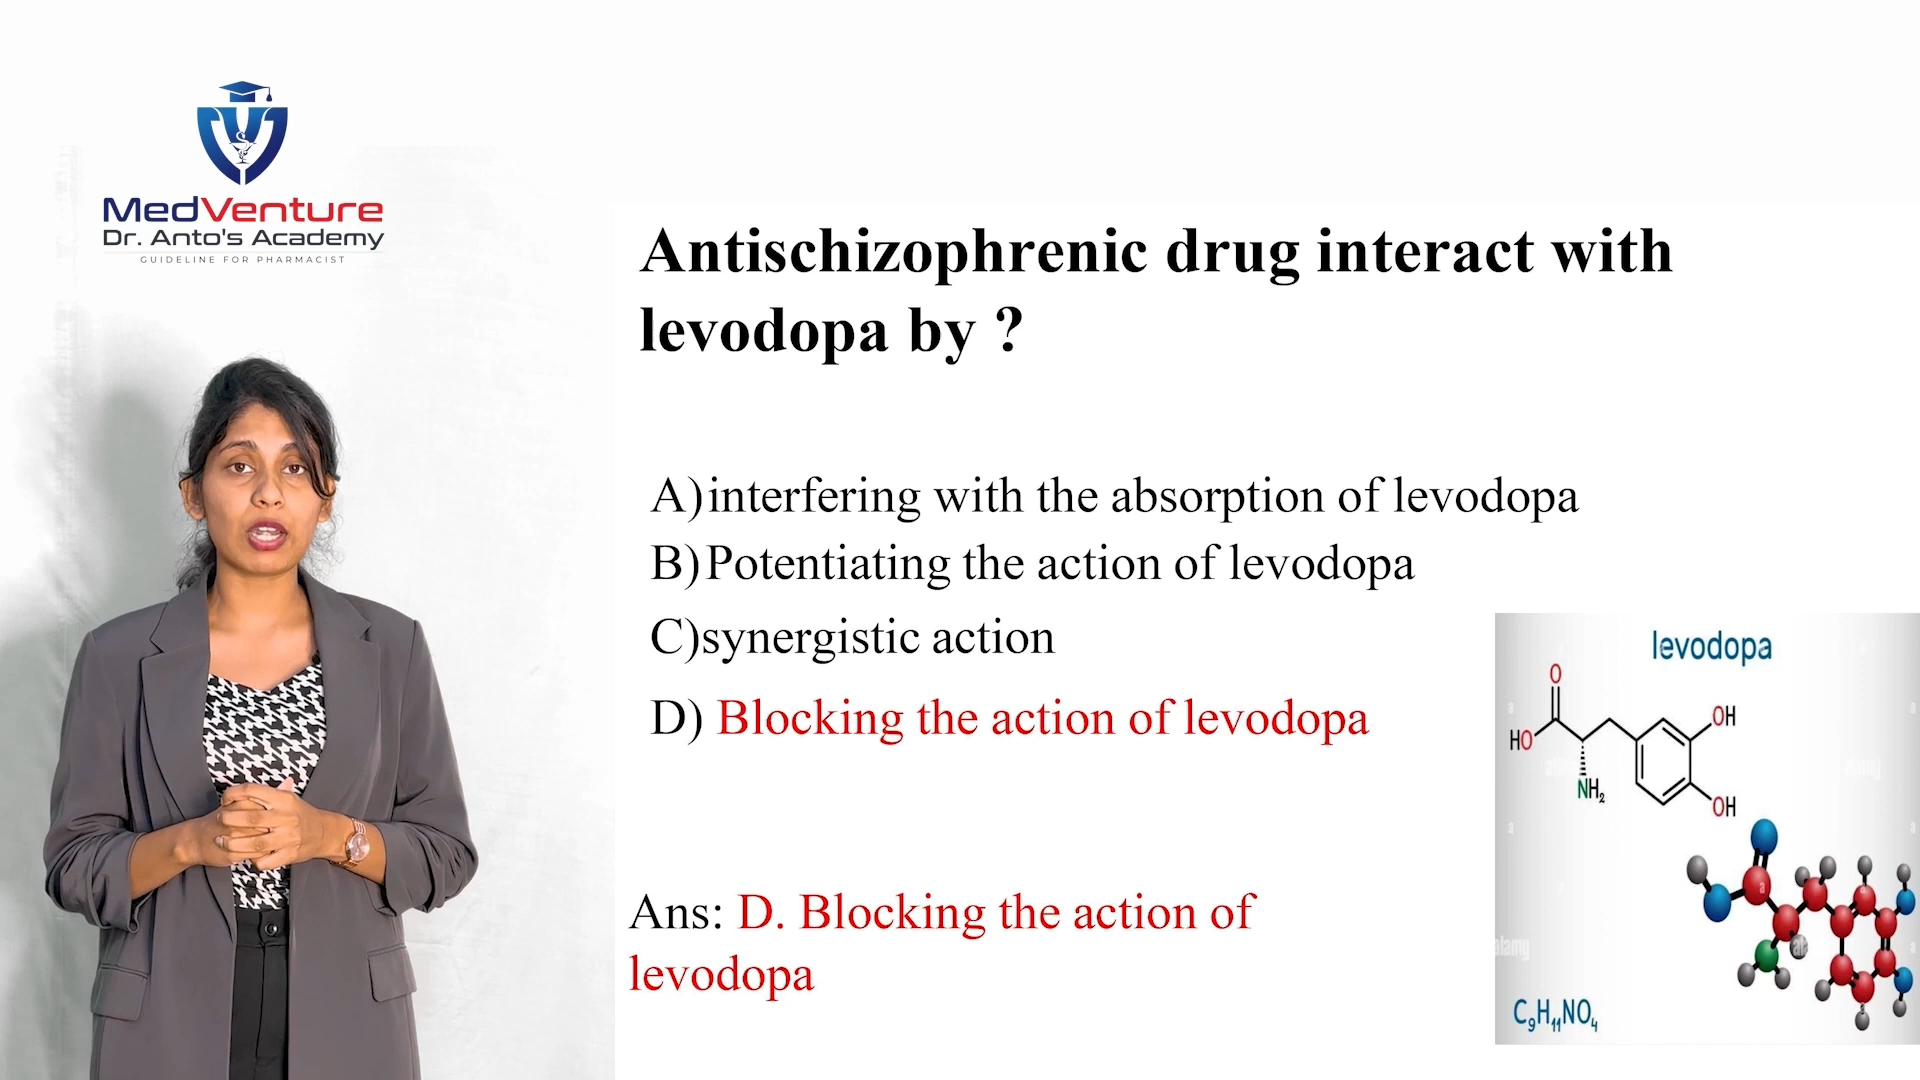 MedVenture
Dr. Anto's Academy
GUIDELINE FOR PHARMACIST
Antischizophrenic drug interact with
levodopa by ?
A)interfering with the absorption of levodopa
B)Potentiating the action of levodopa
C)synergistic action
D) Blocking the action of levodopa
Ans: D. Blocking the action of
levodopa
levodopa
O
HO
OH
NH₂
OH
alamy
C₉H₁₁NO₄